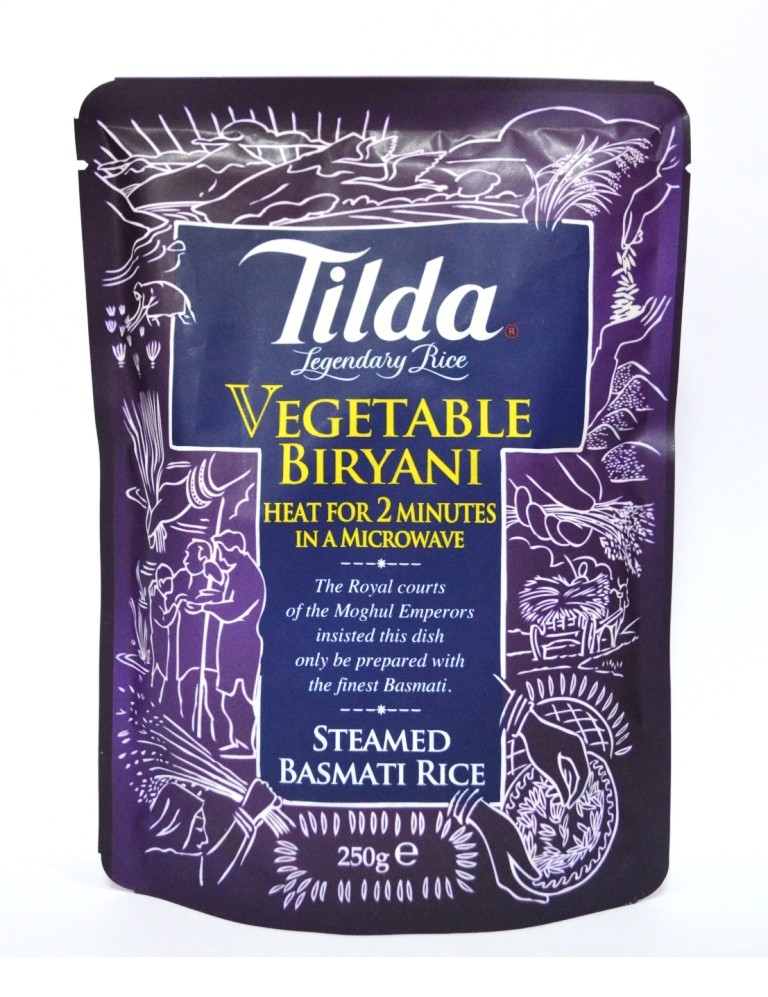 Tilda®
Legendary Rice
VEGETABLE
BIRYANI
HEAT FOR 2 MINUTES
IN A MICROWAVE
The Royal courts
of the Moghul Emperors
insisted this dish
only be prepared with
the finest Basmati.
STEAMED
BASMATI RICE
250g ℮